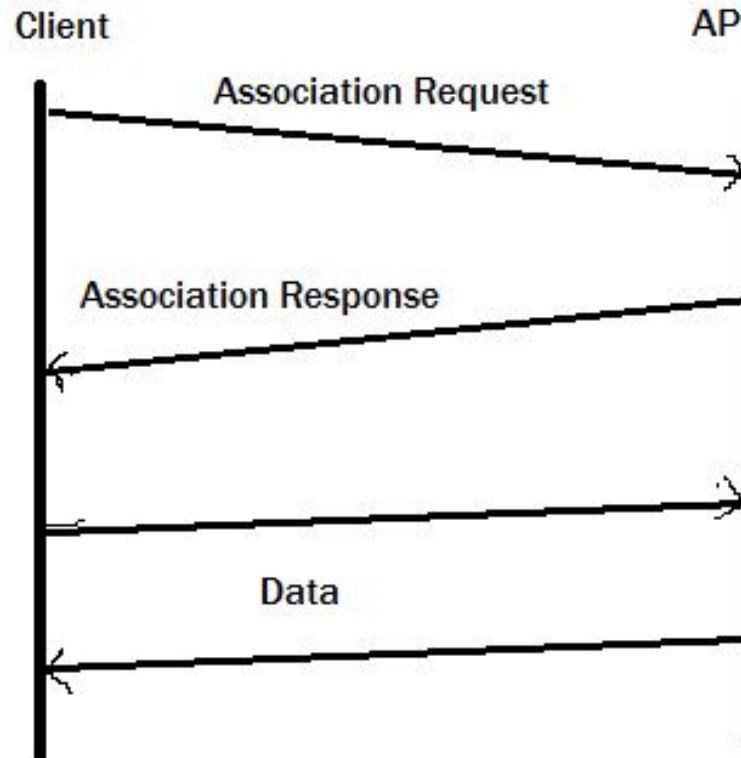 Client
AP
Association Request
Association Response
Data